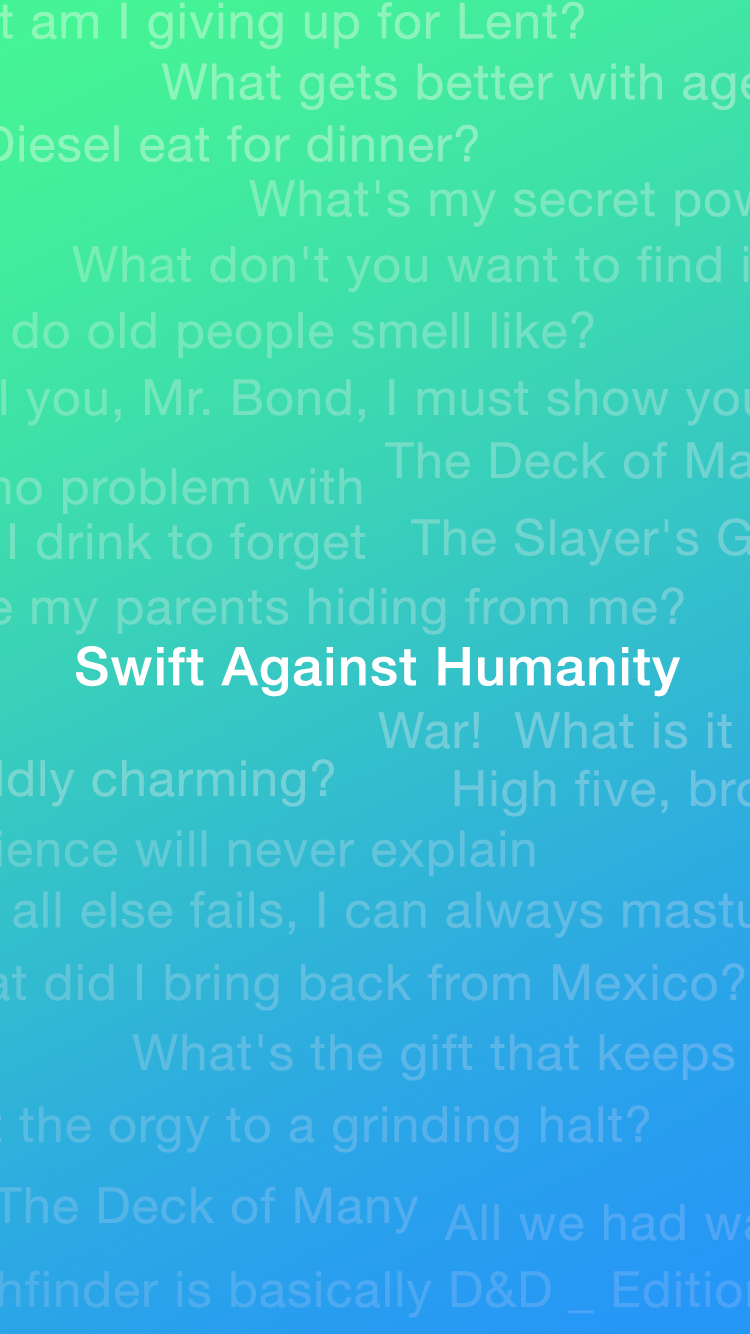 t am I giving up for Lent?
What gets better with age
Diesel eat for dinner?
What's my secret pow
What don't you want to find i
do old people smell like?
l you, Mr. Bond, I must show you
The Deck of Ma
no problem with
The Slayer's G
I drink to forget
e my parents hiding from me?
Swift Against Humanity
War!  What is it
ldly charming?
High five, bro
ience will never explain
all else fails, I can always mastu
at did I bring back from Mexico?
What's the gift that keeps
t the orgy to a grinding halt?
The Deck of Many
All we had wa
hfinder is basically D&D _ Edition